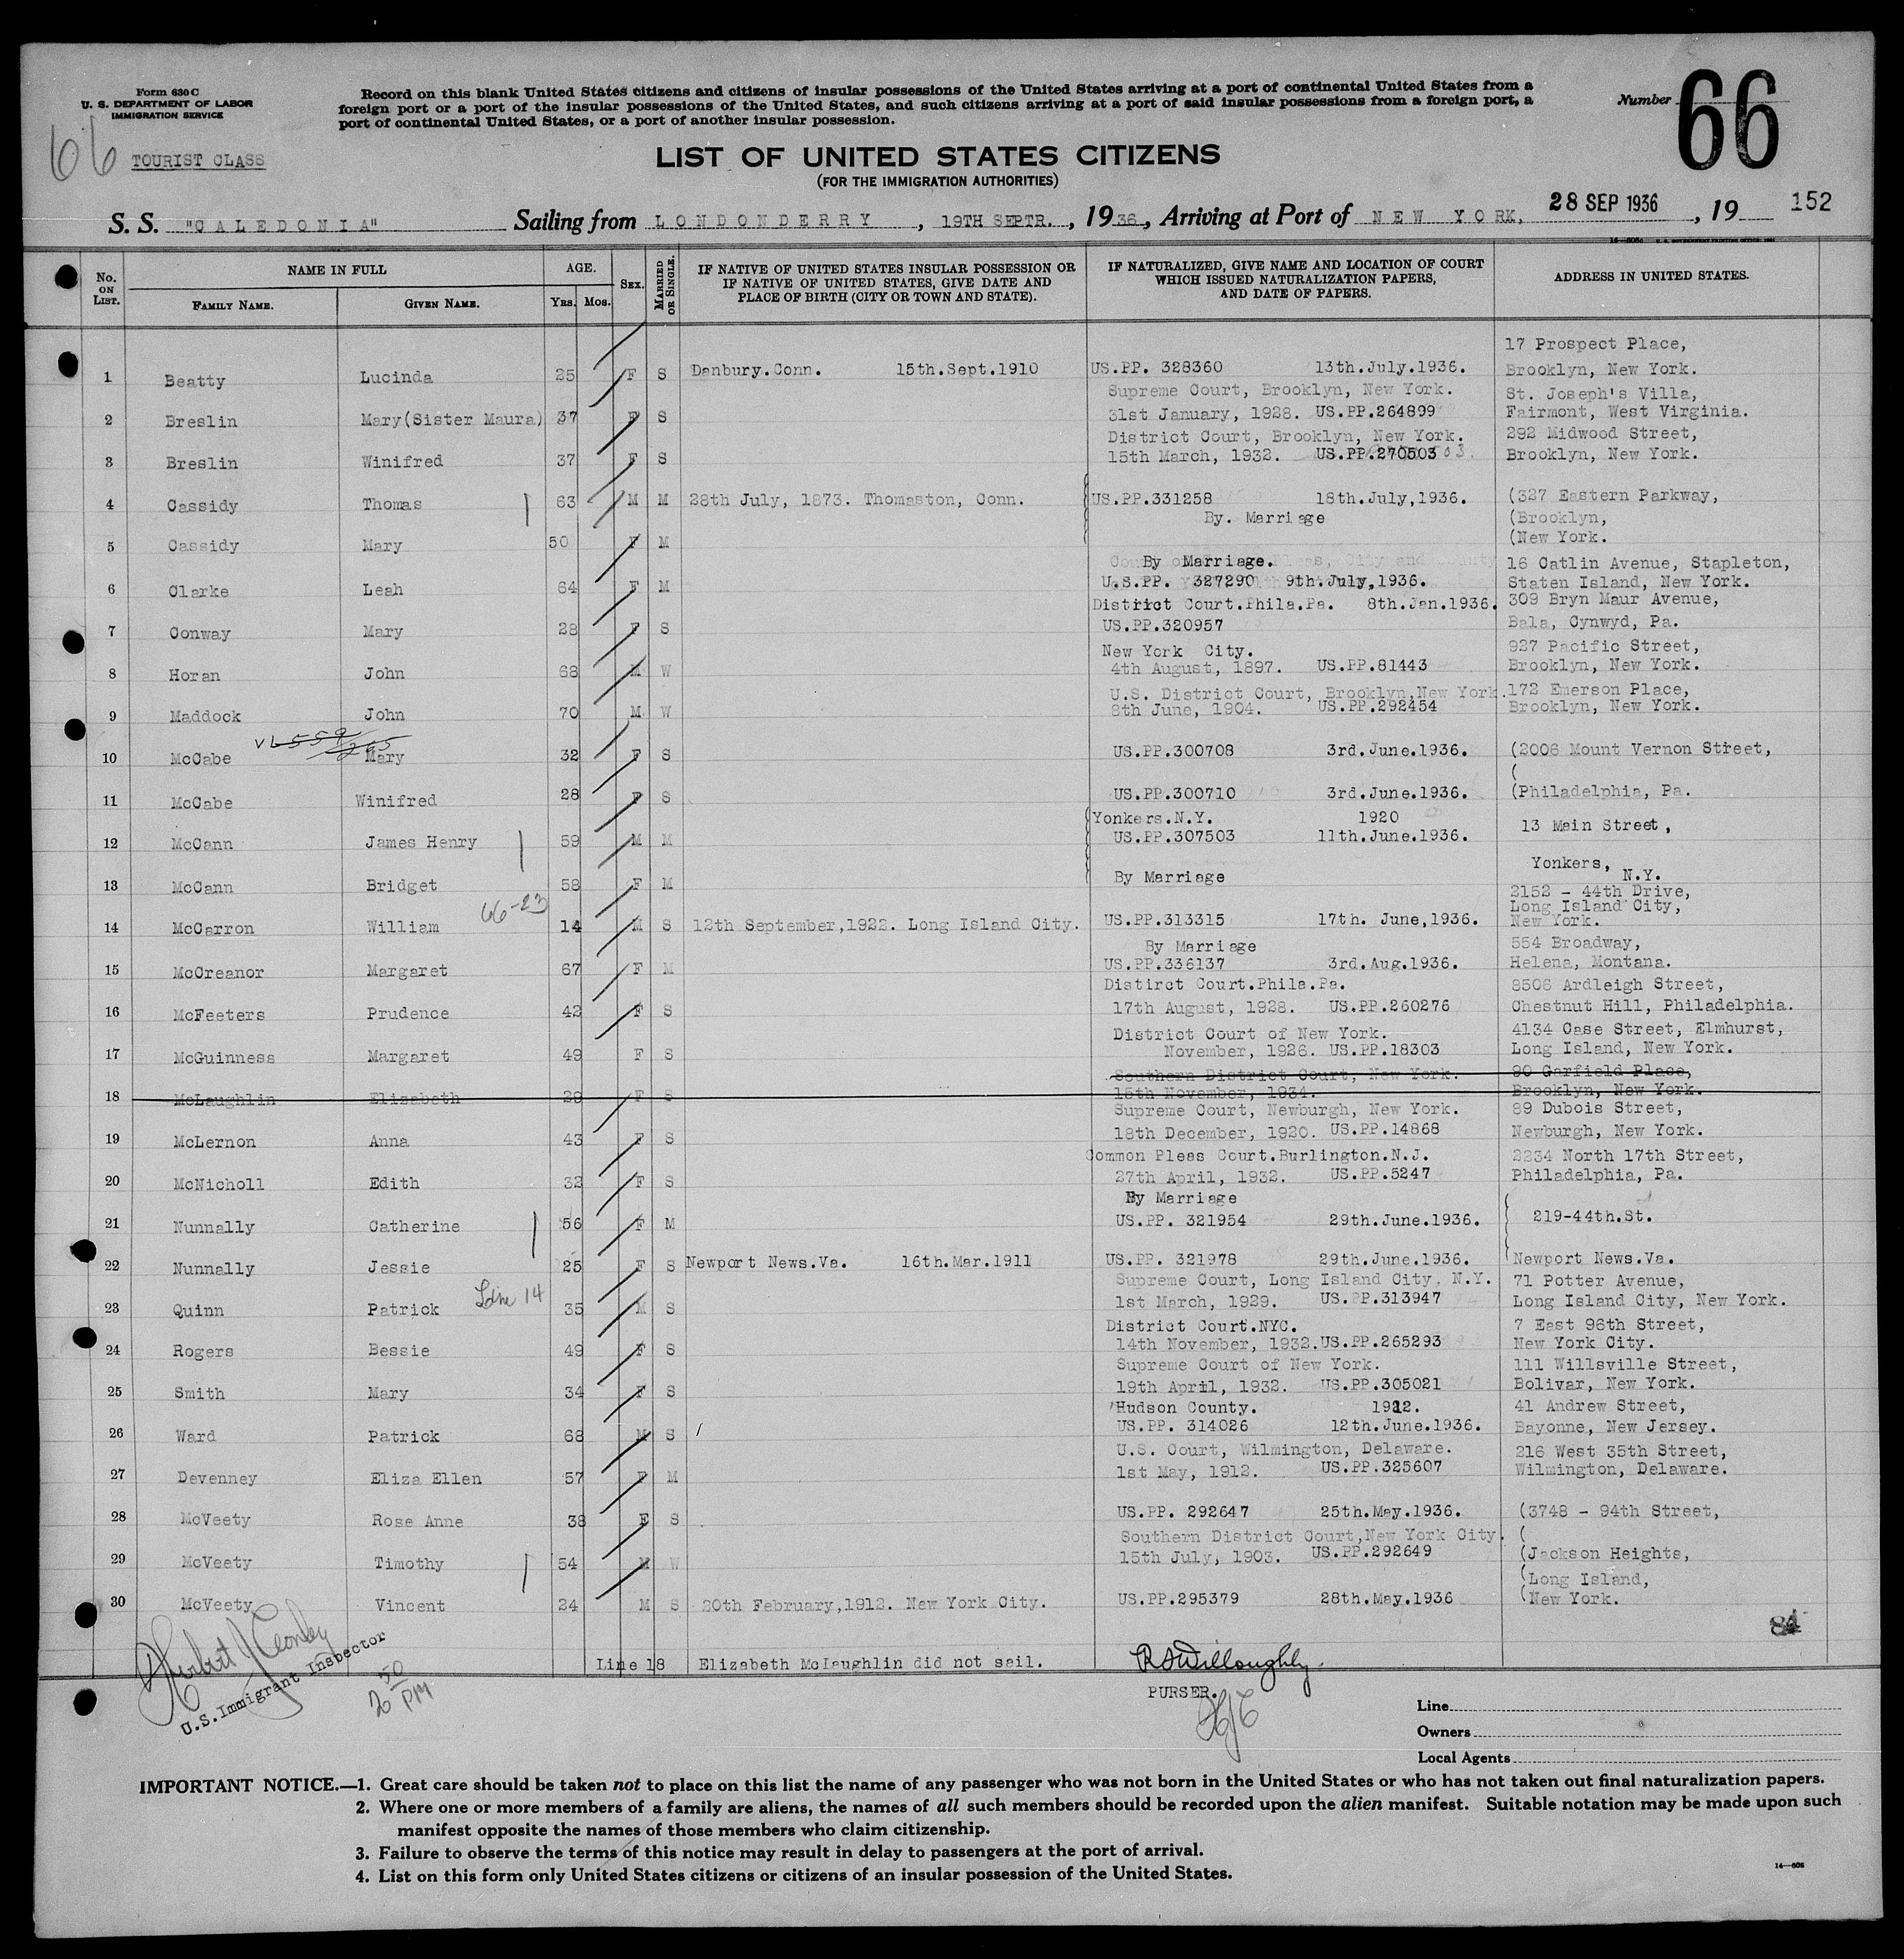 Form 630 C
U. S. DEPARTMENT OF LABOR
IMMIGRATION SERVICE
66
TOURIST CLASS
Record on this blank United States citizens and citizens of insular possessions of the United States arriving at a port of continental United States from a
foreign port or a port of the insular possessions of the United States, and such citizens arriving at a port of said insular possessions from a foreign port, a
port of continental United States, or a port of another insular possession.
LIST OF UNITED STATES CITIZENS
(FOR THE IMMIGRATION AUTHORITIES)
Number 66
S. S. "CALEDONIA" Sailing from LONDONDERRY, 19TH SEPTR., 1936, Arriving at Port of NEW YORK, 28 SEP 1936, 19 152
No. ON LIST. NAME IN FULL AGE. SEX. MARRIED OR SINGLE. IF NATIVE OF UNITED STATES INSULAR POSSESSION OR IF NATIVE OF UNITED STATES, GIVE DATE AND PLACE OF BIRTH (CITY OR TOWN AND STATE). IF NATURALIZED, GIVE NAME AND LOCATION OF COURT WHICH ISSUED NATURALIZATION PAPERS, AND DATE OF PAPERS. ADDRESS IN UNITED STATES.
FAMILY NAME. GIVEN NAME. YRS. MOS.
17 Prospect Place,
1 Beatty Lucinda 25 F S Danbury.Conn. 15th.Sept.1910 US.PP. 328360 13th.July.1936. Brooklyn, New York.
Supreme Court, Brooklyn, New York. St. Joseph's Villa,
2 Breslin Mary(Sister Maura) 37 F S 31st January, 1928. US.PP.264899 Fairmont, West Virginia.
District Court, Brooklyn, New York. 292 Midwood Street,
3 Breslin Winifred 37 F S 15th March, 1932. US.PP.270503 Brooklyn, New York.
4 Cassidy Thomas 63 M M 28th July, 1873. Thomaston, Conn. US.PP.331258 18th.July,1936. (327 Eastern Parkway,
By. Marriage (Brooklyn,
5 Cassidy Mary 50 F M (New York.
By Marriage. 16 Catlin Avenue, Stapleton,
6 Clarke Leah 64 F M U.S.PP. 327290 9th.July,1936. Staten Island, New York.
District Court.Phila.Pa. 8th.Jan.1936. 309 Bryn Maur Avenue,
7 Conway Mary 28 F S US.PP.320957 Bala, Cynwyd, Pa.
New York City. 927 Pacific Street,
8 Horan John 68 M W 4th August, 1897. US.PP.81443 Brooklyn, New York.
U.S. District Court, Brooklyn,New York. 172 Emerson Place,
9 Maddock John 70 M W 8th June, 1904. US.PP.292454 Brooklyn, New York.
10 McCabe Mary 32 F S US.PP.300708 3rd.June.1936. (2006 Mount Vernon Street,
(
11 McCabe Winifred 28 F S US.PP.300710 3rd.June.1936. (Philadelphia, Pa.
Yonkers.N.Y. 1920
12 McCann James Henry 59 M M US.PP.307503 11th.June.1936. 13 Main Street,
Yonkers,
13 McCann Bridget 58 F M By Marriage N.Y.
66-23 2152 - 44th Drive,
Long Island City,
14 McCarron William 14 M S 12th September,1922. Long Island City. US.PP.313315 17th. June,1936. New York.
By Marriage 554 Broadway,
15 McCreanor Margaret 67 F M US.PP.336137 3rd.Aug.1936. Helena, Montana.
Distirct Court.Phila.Pa. 8506 Ardleigh Street,
16 McFeeters Prudence 42 F S 17th August, 1928. US.PP.260276 Chestnut Hill, Philadelphia.
District Court of New York. 4134 Case Street, Elmhurst,
17 McGuinness Margaret 49 F S November, 1926. US.PP.18303 Long Island, New York.
Southern District Court, New York. 90 Garfield Place,
18 McLaughlin Elizabeth 29 F S 15th November, 1934. Brooklyn, New York.
Supreme Court, Newburgh, New York. 89 Dubois Street,
19 McLernon Anna 43 F S 18th December, 1920. US.PP.14868 Newburgh, New York.
Common Pleas Court.Burlington.N.J. 2234 North 17th Street,
20 McNicholl Edith 32 F S 27th April, 1932. US.PP.5247 Philadelphia, Pa.
By Marriage
21 Nunnally Catherine 56 F M US.PP. 321954 29th.June.1936. 219-44th.St.
22 Nunnally Jessie 25 F S Newport News.Va. 16th.Mar.1911 US.PP. 321978 29th.June.1936. Newport News.Va.
Line 14 Supreme Court, Long Island City, N.Y. 71 Potter Avenue,
23 Quinn Patrick 35 M S 1st March, 1929. US.PP.313947 Long Island City, New York.
District Court.NYC. 7 East 96th Street,
24 Rogers Bessie 49 F S 14th November, 1932. US.PP.265293 New York City.
Supreme Court of New York. 111 Willsville Street,
25 Smith Mary 34 F S 19th April, 1932. US.PP.305021 Bolivar, New York.
Hudson County. 1912. 41 Andrew Street,
26 Ward Patrick 68 M S US.PP. 314026 12th.June.1936. Bayonne, New Jersey.
U.S. Court, Wilmington, Delaware. 216 West 35th Street,
27 Devenney Eliza Ellen 57 F M 1st May, 1912. US.PP.325607 Wilmington, Delaware.
28 McVeety Rose Anne 38 F S US.PP. 292647 25th.May.1936. (3748 - 94th Street,
Southern District Court,New York City. (
29 McVeety Timothy 54 M W 15th July, 1903. US.PP.292649 (Jackson Heights,
(Long Island,
30 McVeety Vincent 24 M S 20th February,1912. New York City. US.PP.295379 28th.May.1936 (New York.
84
Line 18 Elizabeth McLaughlin did not sail. R Willoughby.
PURSER.
U.S.Immigrant Inspector
2 50 PM
Line
Owners
Local Agents
IMPORTANT NOTICE.—1. Great care should be taken not to place on this list the name of any passenger who was not born in the United States or who has not taken out final naturalization papers.
2. Where one or more members of a family are aliens, the names of all such members should be recorded upon the alien manifest. Suitable notation may be made upon such
manifest opposite the names of those members who claim citizenship.
3. Failure to observe the terms of this notice may result in delay to passengers at the port of arrival.
4. List on this form only United States citizens or citizens of an insular possession of the United States.